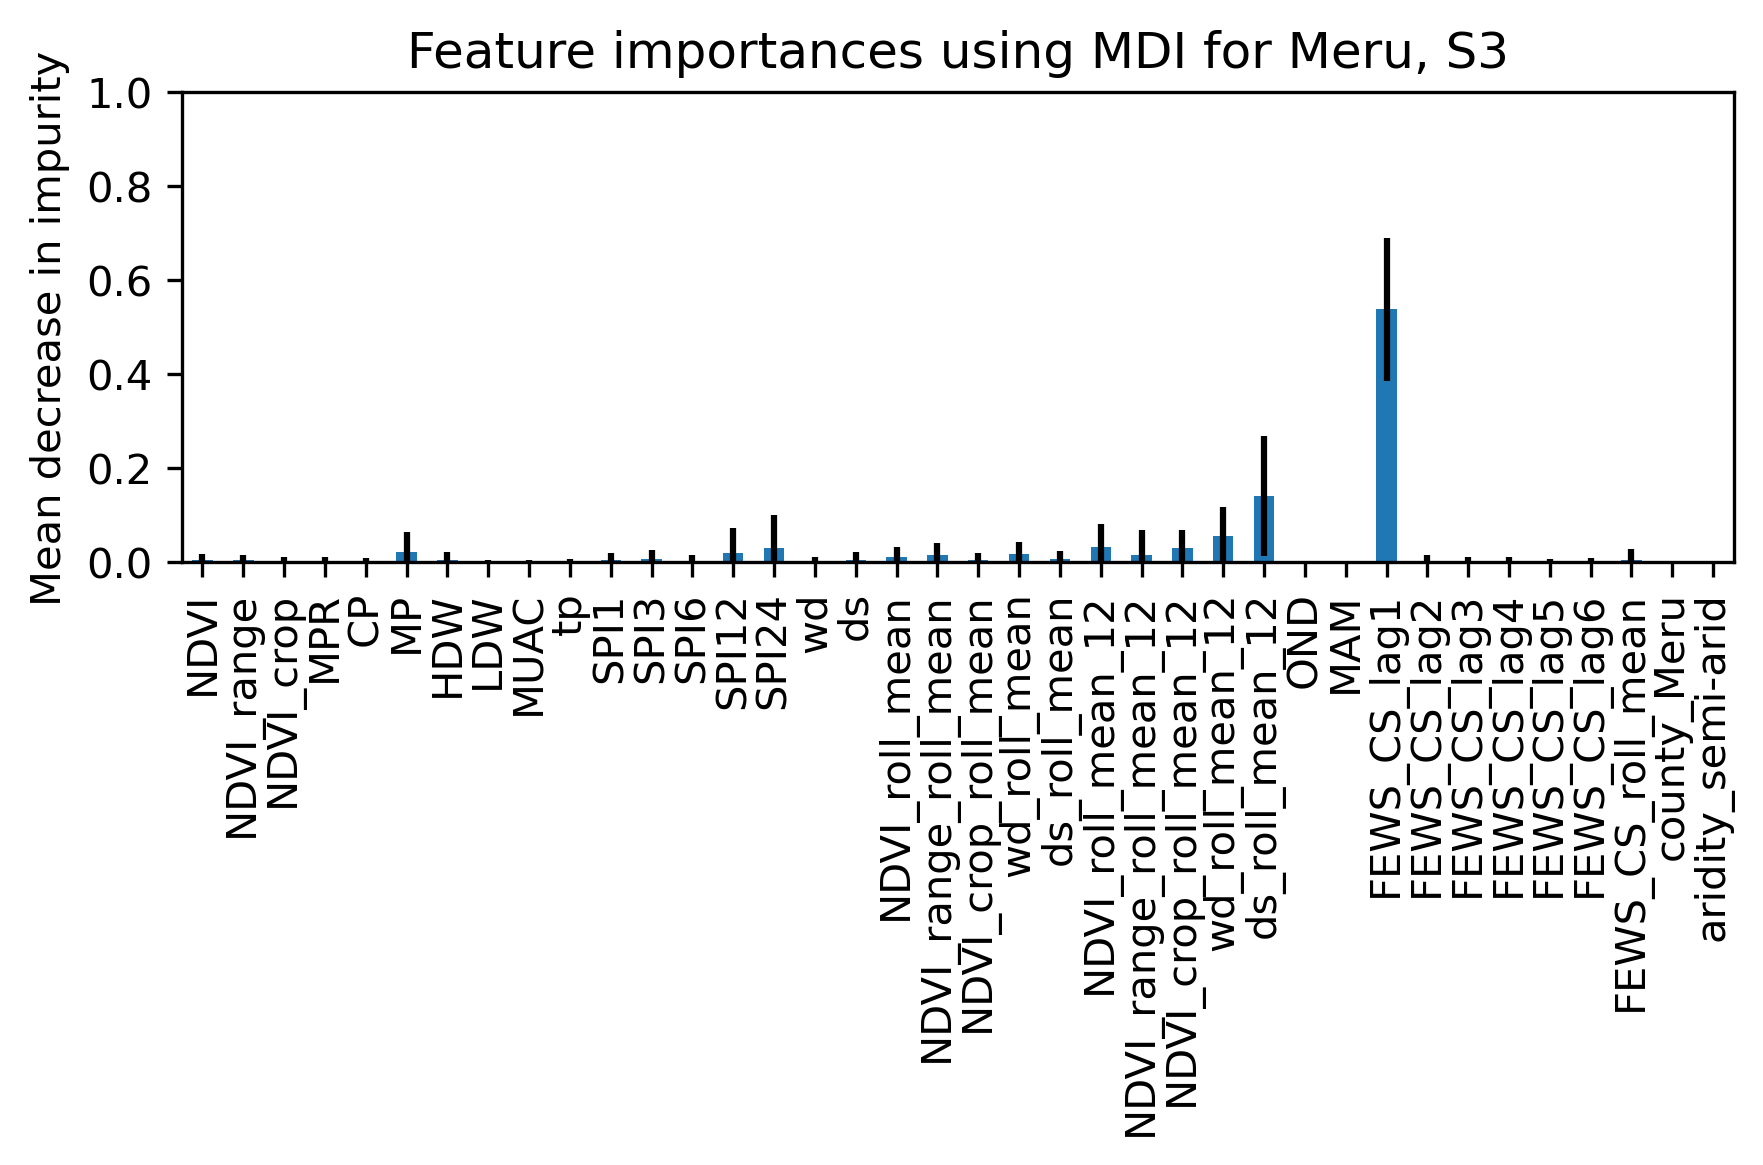 Feature importances using MDI for Meru, S3
Mean decrease in impurity
1.0
0.8
0.6
0.4
0.2
0.0
NDVI
NDVI_range
NDVI_crop
MPR
CP
MP
HDW
LDW
MUAC
tp
SPI1
SPI3
SPI6
SPI12
SPI24
wd
ds
NDVI_roll_mean
NDVI_range_roll_mean
NDVI_crop_roll_mean
wd_roll_mean
ds_roll_mean
NDVI_roll_mean_12
NDVI_range_roll_mean_12
NDVI_crop_roll_mean_12
wd_roll_mean_12
ds_roll_mean_12
OND
MAM
FEWS_CS_lag1
FEWS_CS_lag2
FEWS_CS_lag3
FEWS_CS_lag4
FEWS_CS_lag5
FEWS_CS_lag6
FEWS_CS_roll_mean
county_Meru
aridity_semi-arid